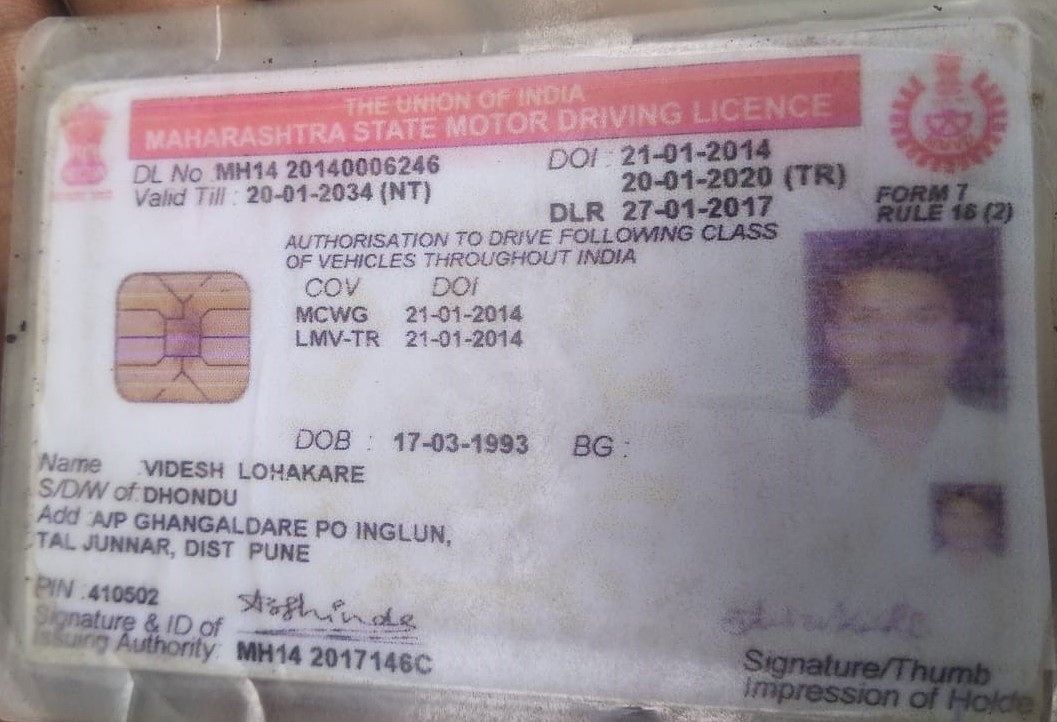 THE UNION OF INDIA
MAHARASHTRA STATE MOTOR DRIVING LICENCE
DL No MH14 20140006246 DOI : 21-01-2014
Valid Till : 20-01-2034 (NT) 20-01-2020 (TR)
DLR 27-01-2017
FORM 7
RULE 16 (2)
AUTHORISATION TO DRIVE FOLLOWING CLASS
OF VEHICLES THROUGHOUT INDIA
COV DOI
MCWG 21-01-2014
LMV-TR 21-01-2014
DOB : 17-03-1993 BG :
Name : VIDESH LOHAKARE
S/D/W of : DHONDU
Add : A/P GHANGALDARE PO INGLUN,
TAL JUNNAR, DIST PUNE
PIN : 410502
Signature & ID of
Issuing Authority: MH14 2017146C
Signature/Thumb
Impression of Holde